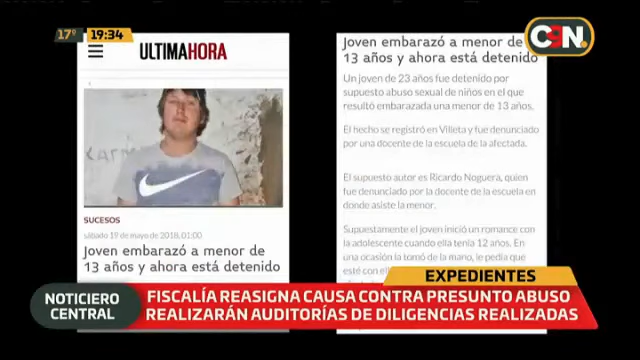 17° 19:34
C9N.
ULTIMAHORA
SUCESOS
sábado 19 de mayo de 2018, 01:00
Joven embarazó a menor de
13 años y ahora está detenido
Joven embarazó a menor de
13 años y ahora está detenido
Un joven de 23 años fue detenido por
supuesto abuso sexual de niños en el que
resultó embarazada una menor de 13 años.
El hecho se registró en Villeta y fue denunciado
por una docente de la escuela de la afectada.
El supuesto autor es Ricardo Noguera, quien
fue denunciado por la docente de la escuela en
donde asiste la menor.
Supuestamente el joven inició un romance con
la adolescente cuando ella tenía 12 años. En
una ocasión la tomó de la mano, le pedía que
esté con él
EXPEDIENTES
NOTICIERO
CENTRAL
FISCALÍA REASIGNA CAUSA CONTRA PRESUNTO ABUSO
REALIZARÁN AUDITORÍAS DE DILIGENCIAS REALIZADAS